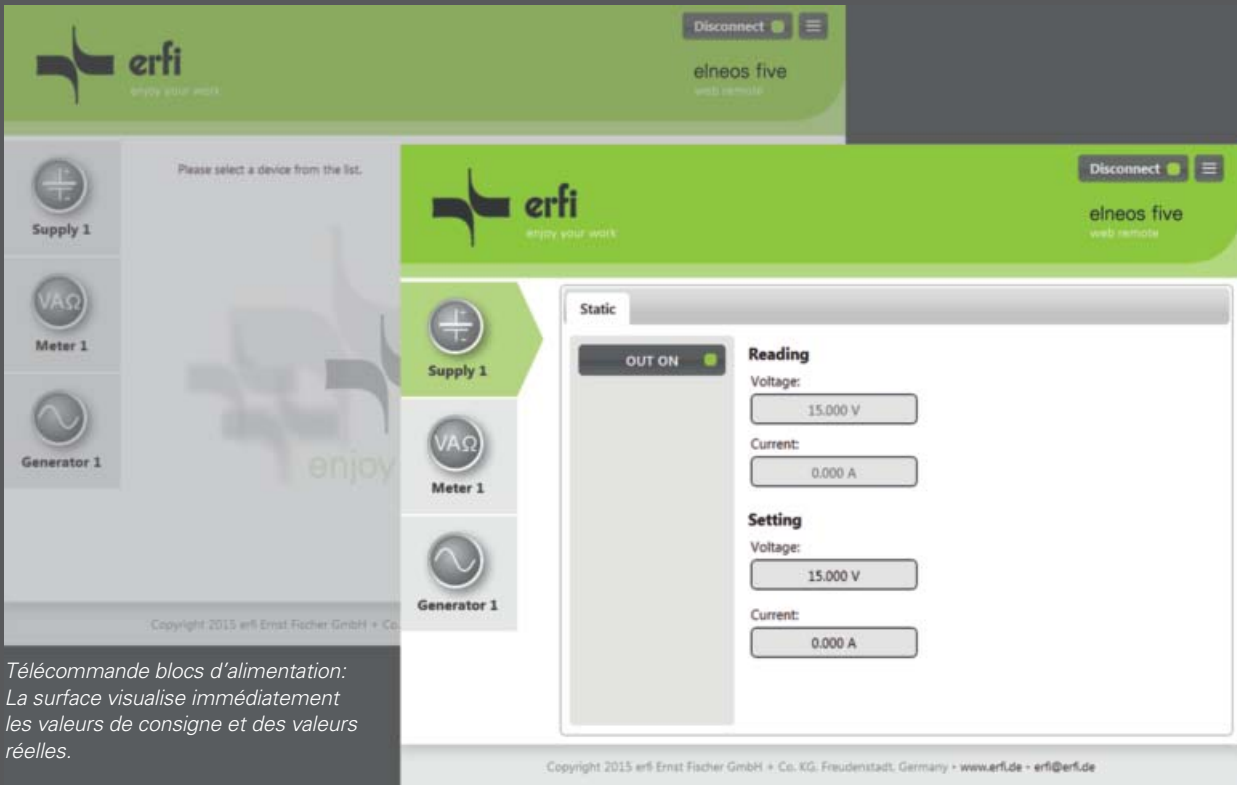 Disconnect
erfi
enjoy your work
elneos five
web remote
Supply 1
VAΩ
Meter 1
Generator 1
Please select a device from the list.
enjoy
Copyright 2015 erfi Ernst Fischer GmbH + Co.
Disconnect
erfi
enjoy your work
elneos five
web remote
Supply 1
VAΩ
Meter 1
Generator 1
Static
OUT ON
Reading
Voltage:
15.000 V
Current:
0.000 A
Setting
Voltage:
15.000 V
Current:
0.000 A
Copyright 2015 erfi Ernst Fischer GmbH + Co. KG. Freudenstadt. Germany • www.erfi.de - erfi@erfi.de
Télécommande blocs d'alimentation:
La surface visualise immédiatement
les valeurs de consigne et des valeurs
réelles.